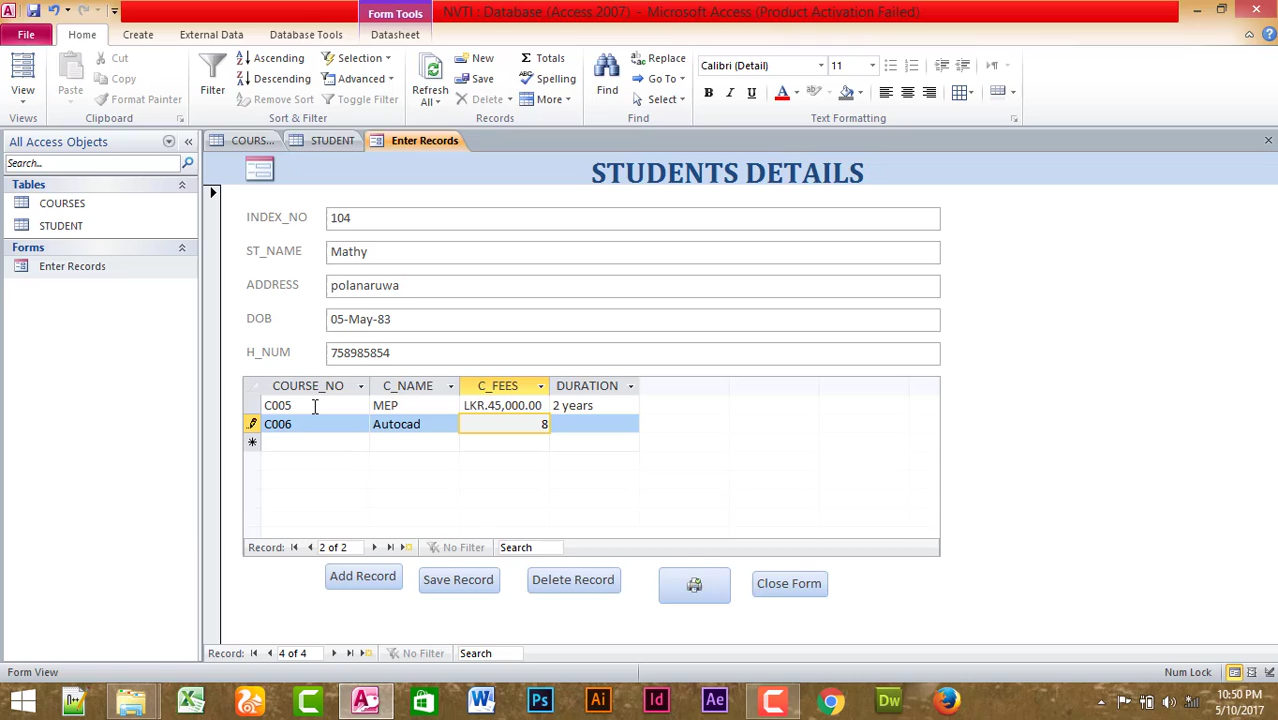 Form Tools
NVTI : Database (Access 2007) - Microsoft Access (Product Activation Failed)
File Home Create External Data Database Tools Datasheet
View
Views
Paste
Cut
Copy
Format Painter
Clipboard
Filter
Ascending
Descending
Remove Sort
Selection
Advanced
Toggle Filter
Sort & Filter
Refresh All
New
Save
Delete
Totals
Spelling
More
Records
Find
Replace
Go To
Select
Find
Calibri (Detail) 11
B I U A
Text Formatting
All Access Objects
Search..
Tables
COURSES
STUDENT
Forms
Enter Records
COURS... STUDENT Enter Records
STUDENTS DETAILS
INDEX_NO 104
ST_NAME Mathy
ADDRESS polanaruwa
DOB 05-May-83
H_NUM 758985854
COURSE_NO C_NAME C_FEES DURATION
C005 MEP LKR.45,000.00 2 years
C006 Autocad 8
Record: 2 of 2 No Filter Search
Add Record Save Record Delete Record Close Form
Record: 4 of 4 No Filter Search
Form View Num Lock
n++ X W Ps Ai Id Ae C Dw
10:50 PM
5/10/2017